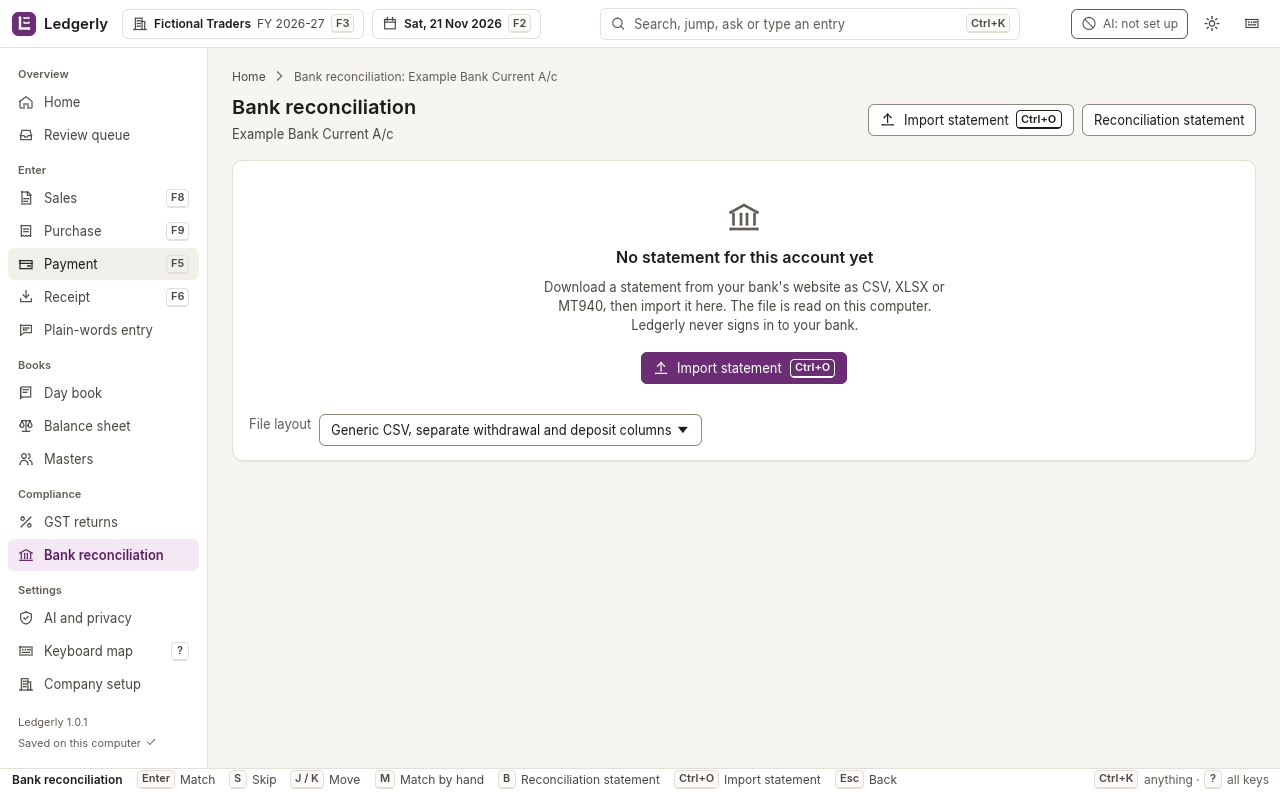 Ledgerly
Fictional Traders FY 2026-27 F3
Sat, 21 Nov 2026 F2
Search, jump, ask or type an entry Ctrl+K
AI: not set up
Overview
Home
Review queue
Enter
Sales F8
Purchase F9
Payment F5
Receipt F6
Plain-words entry
Books
Day book
Balance sheet
Masters
Compliance
GST returns
Bank reconciliation
Settings
AI and privacy
Keyboard map ?
Company setup
Ledgerly 1.0.1
Saved on this computer
Home Bank reconciliation: Example Bank Current A/c
Bank reconciliation
Example Bank Current A/c
Import statement Ctrl+O
Reconciliation statement
No statement for this account yet
Download a statement from your bank's website as CSV, XLSX or
MT940, then import it here. The file is read on this computer.
Ledgerly never signs in to your bank.
Import statement Ctrl+O
File layout Generic CSV, separate withdrawal and deposit columns
Bank reconciliation Enter Match S Skip J / K Move M Match by hand B Reconciliation statement Ctrl+O Import statement Esc Back Ctrl+K anything · ? all keys